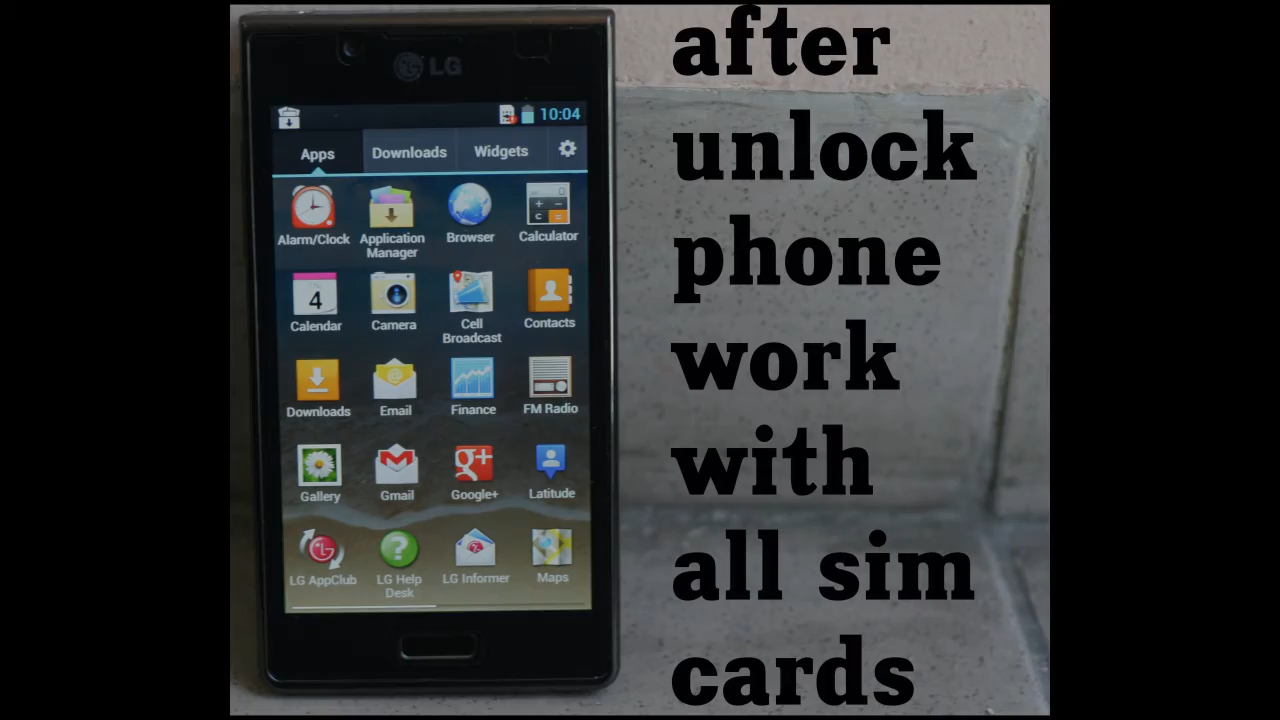 LG
10:04
Apps
Downloads
Widgets
Alarm/Clock
Application
Manager
Browser
Calculator
0
+ -
C =
4
Calendar
Camera
Cell
Broadcast
Contacts
Downloads
@
Email
Finance
FM Radio
Gallery
Gmail
g+
Google+
Latitude
LG
LG AppClub
?
LG Help
Desk
LG Informer
Maps
after
unlock
phone
work
with
all sim
cards